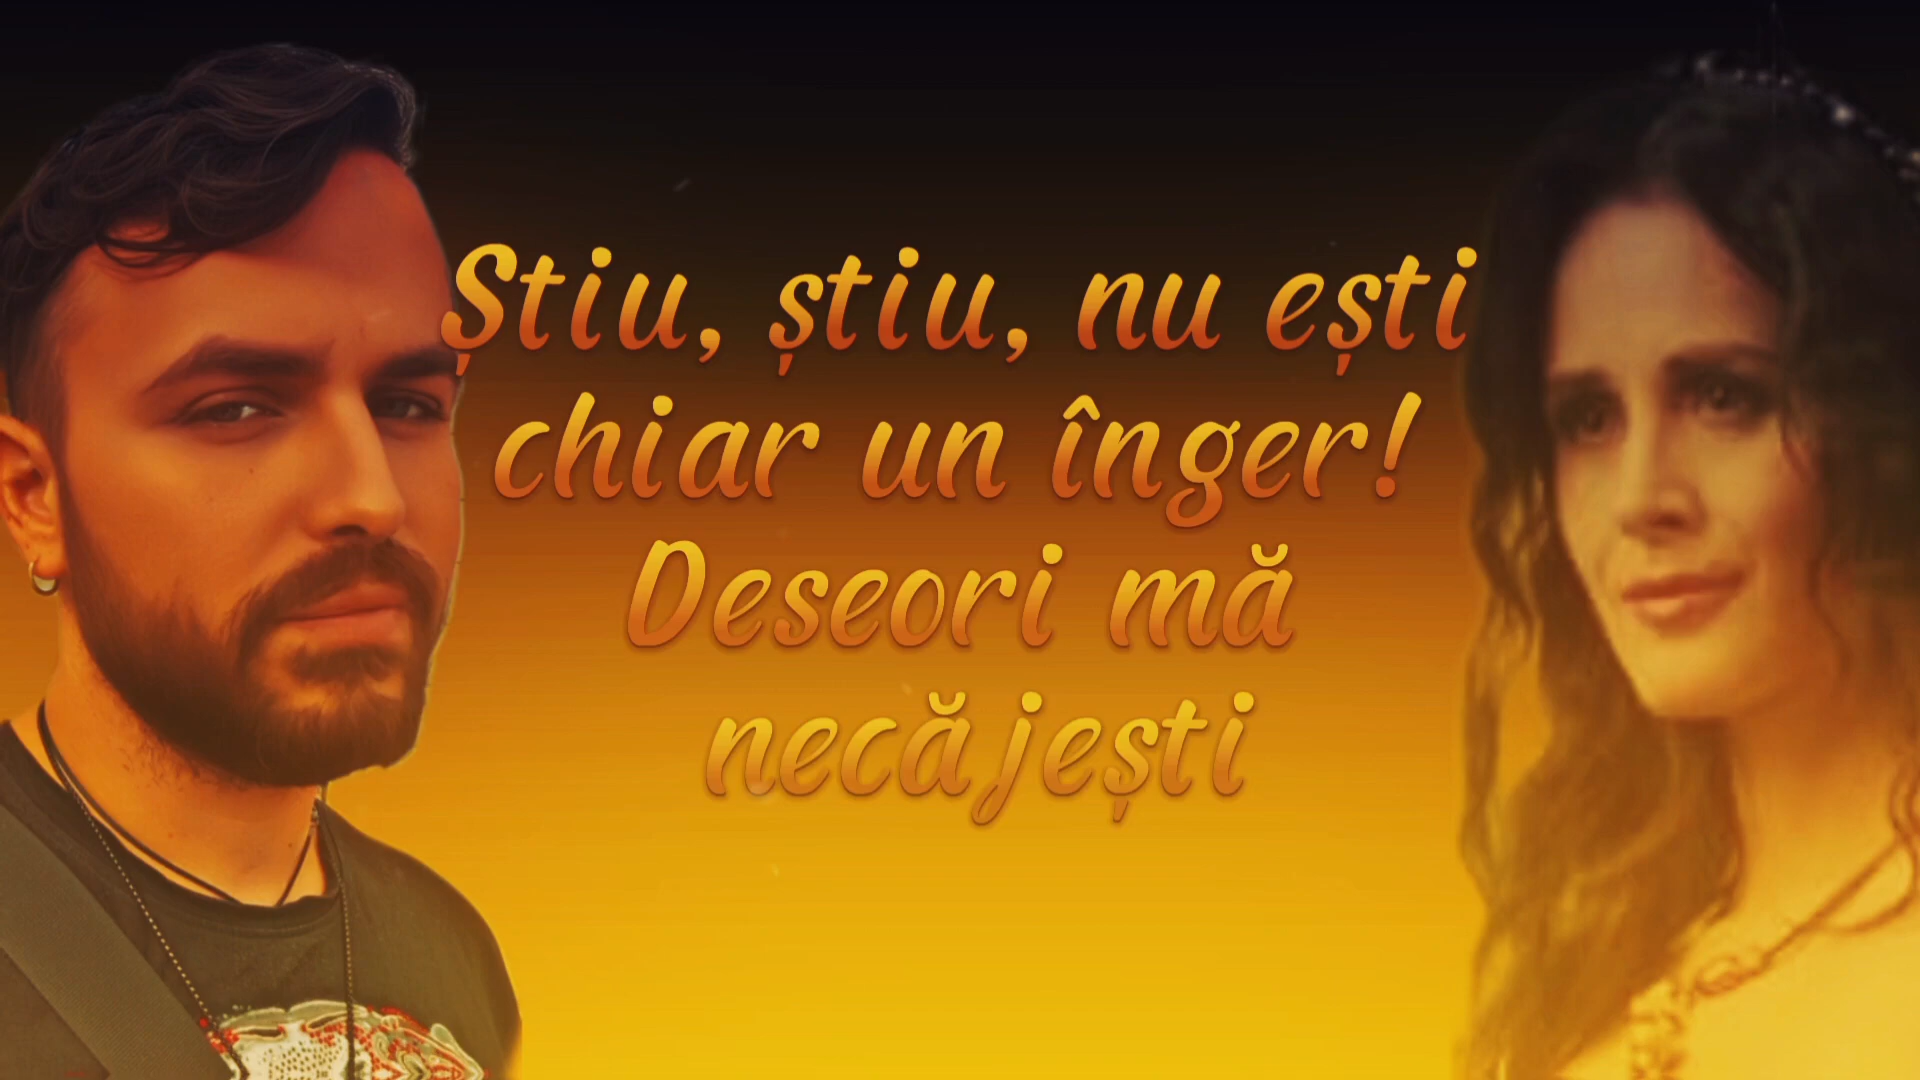 Știu, știu, nu ești
chiar un înger!
Deseori mă
necăjești